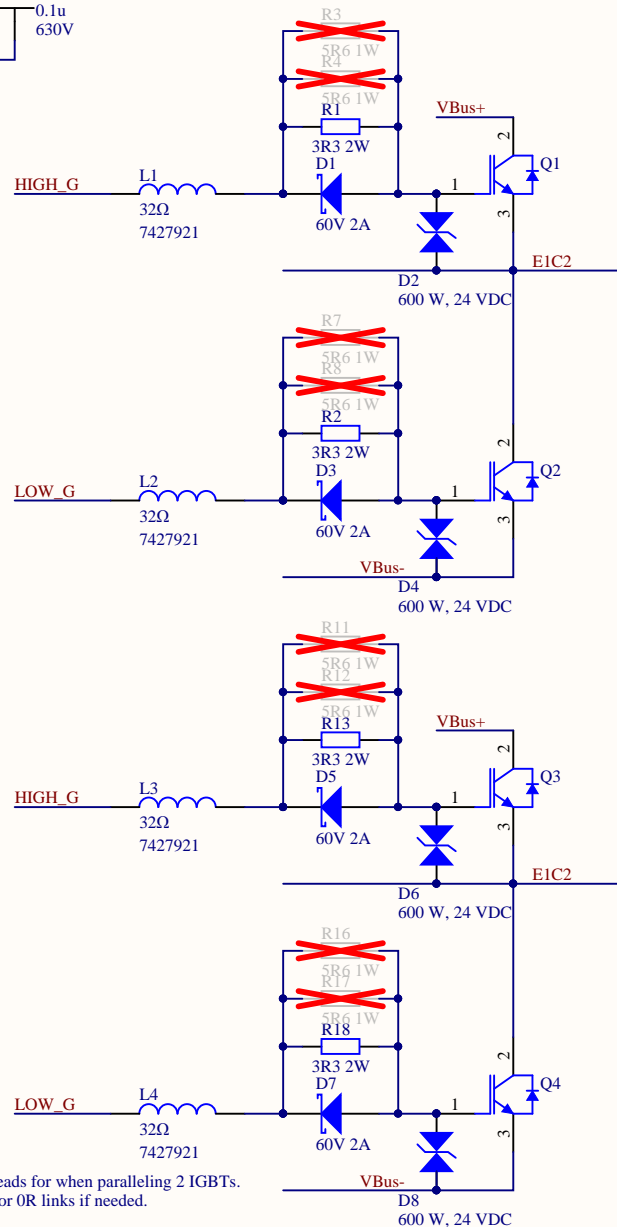 0.1u
630V
R3
5R6 1W
R4
5R6 1W
R1
3R3 2W
D1
60V 2A
VBus+
2
Q1
HIGH_G
L1
32Ω
7427921
1
3
E1C2
D2
600 W, 24 VDC
R7
5R6 1W
R8
5R6 1W
R2
3R3 2W
D3
60V 2A
2
Q2
LOW_G
L2
32Ω
7427921
1
3
VBus-
D4
600 W, 24 VDC
R11
5R6 1W
R12
5R6 1W
R13
3R3 2W
D5
60V 2A
VBus+
2
Q3
HIGH_G
L3
32Ω
7427921
1
3
E1C2
D6
600 W, 24 VDC
R16
5R6 1W
R17
5R6 1W
R18
3R3 2W
D7
60V 2A
2
Q4
LOW_G
L4
32Ω
7427921
1
3
VBus-
D8
600 W, 24 VDC
eads for when paralleling 2 IGBTs.
or 0R links if needed.